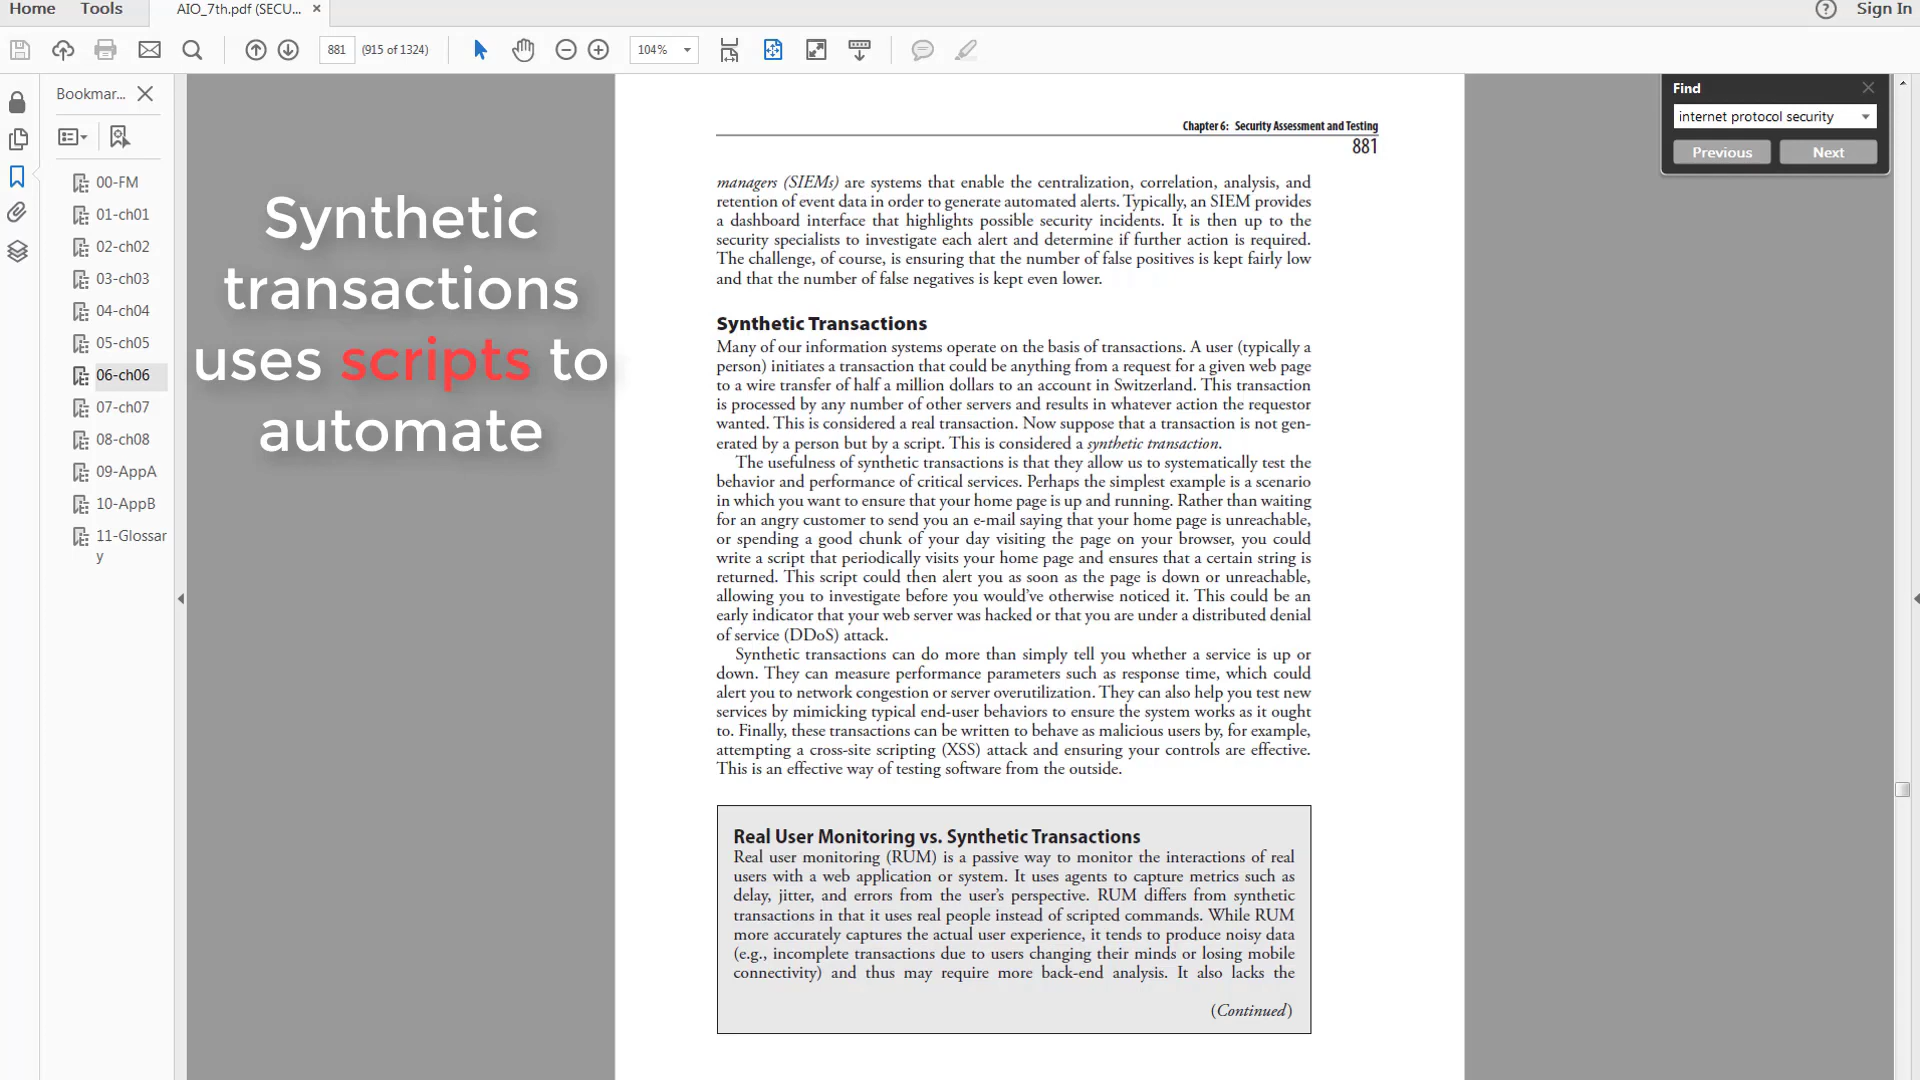 Home
Tools
AIO_7th.pdf (SECU...
Sign In
881
(915 of 1324)
104%
Bookmar...
00-FM
01-ch01
02-ch02
03-ch03
04-ch04
05-ch05
06-ch06
07-ch07
08-ch08
09-AppA
10-AppB
11-Glossar
y
Synthetic
transactions
uses scripts to
automate
Chapter 6: Security Assessment and Testing
881
managers (SIEMs) are systems that enable the centralization, correlation, analysis, and
retention of event data in order to generate automated alerts. Typically, an SIEM provides
a dashboard interface that highlights possible security incidents. It is then up to the
security specialists to investigate each alert and determine if further action is required.
The challenge, of course, is ensuring that the number of false positives is kept fairly low
and that the number of false negatives is kept even lower.
Synthetic Transactions
Many of our information systems operate on the basis of transactions. A user (typically a
person) initiates a transaction that could be anything from a request for a given web page
to a wire transfer of half a million dollars to an account in Switzerland. This transaction
is processed by any number of other servers and results in whatever action the requestor
wanted. This is considered a real transaction. Now suppose that a transaction is not gen-
erated by a person but by a script. This is considered a synthetic transaction.
The usefulness of synthetic transactions is that they allow us to systematically test the
behavior and performance of critical services. Perhaps the simplest example is a scenario
in which you want to ensure that your home page is up and running. Rather than waiting
for an angry customer to send you an e-mail saying that your home page is unreachable,
or spending a good chunk of your day visiting the page on your browser, you could
write a script that periodically visits your home page and ensures that a certain string is
returned. This script could then alert you as soon as the page is down or unreachable,
allowing you to investigate before you would've otherwise noticed it. This could be an
early indicator that your web server was hacked or that you are under a distributed denial
of service (DDoS) attack.
Synthetic transactions can do more than simply tell you whether a service is up or
down. They can measure performance parameters such as response time, which could
alert you to network congestion or server overutilization. They can also help you test new
services by mimicking typical end-user behaviors to ensure the system works as it ought
to. Finally, these transactions can be written to behave as malicious users by, for example,
attempting a cross-site scripting (XSS) attack and ensuring your controls are effective.
This is an effective way of testing software from the outside.
Real User Monitoring vs. Synthetic Transactions
Real user monitoring (RUM) is a passive way to monitor the interactions of real
users with a web application or system. It uses agents to capture metrics such as
delay, jitter, and errors from the user's perspective. RUM differs from synthetic
transactions in that it uses real people instead of scripted commands. While RUM
more accurately captures the actual user experience, it tends to produce noisy data
(e.g., incomplete transactions due to users changing their minds or losing mobile
connectivity) and thus may require more back-end analysis. It also lacks the
(Continued)
Find
internet protocol security
Previous
Next